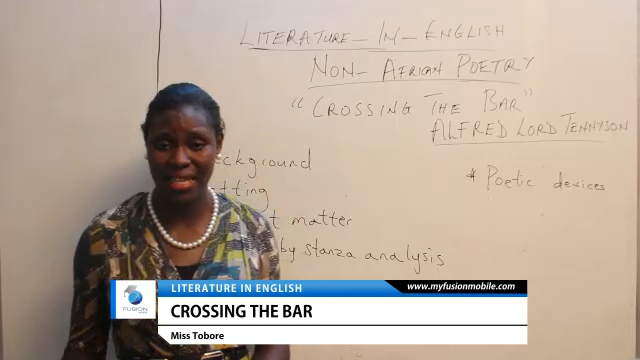 LITERATURE-IN-ENGLISH
NON-AFRICAN POETRY
"CROSSING THE BAR"
ALFRED LORD TENNYSON
ckground
tting
t matter
by stanza analysis
* Poetic devices
LITERATURE IN ENGLISH
www.myfusionmobile.com
CROSSING THE BAR
Miss Tobore
FUSION